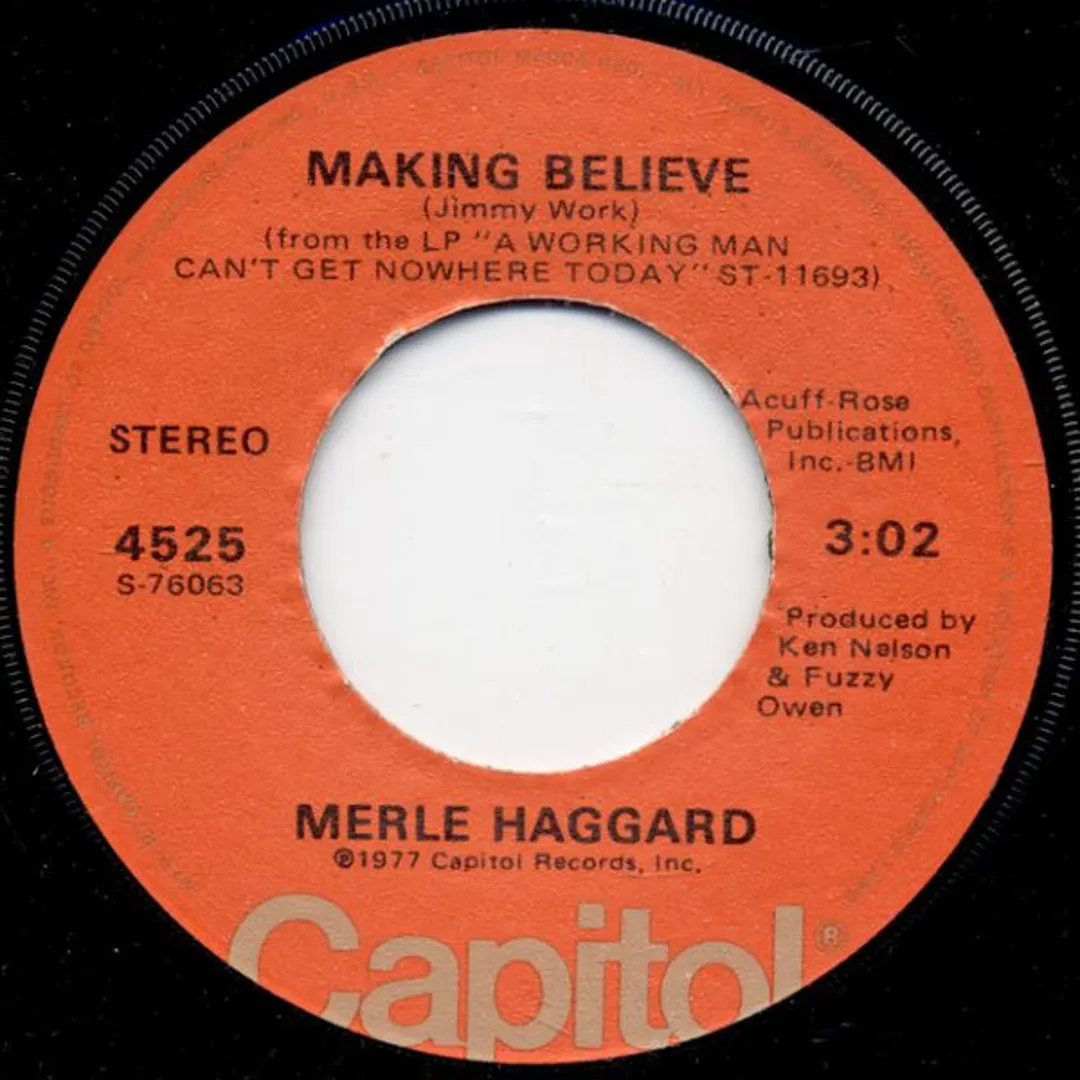 MAKING BELIEVE
(Jimmy Work)
(from the LP "A WORKING MAN
CAN'T GET NOWHERE TODAY" ST-11693)
STEREO
4525
S-76063
Acuff-Rose
Publications,
Inc.-BMI
3:02
Produced by
Ken Nelson
& Fuzzy
Owen
MERLE HAGGARD
℗1977 Capitol Records, Inc.
Capitol®